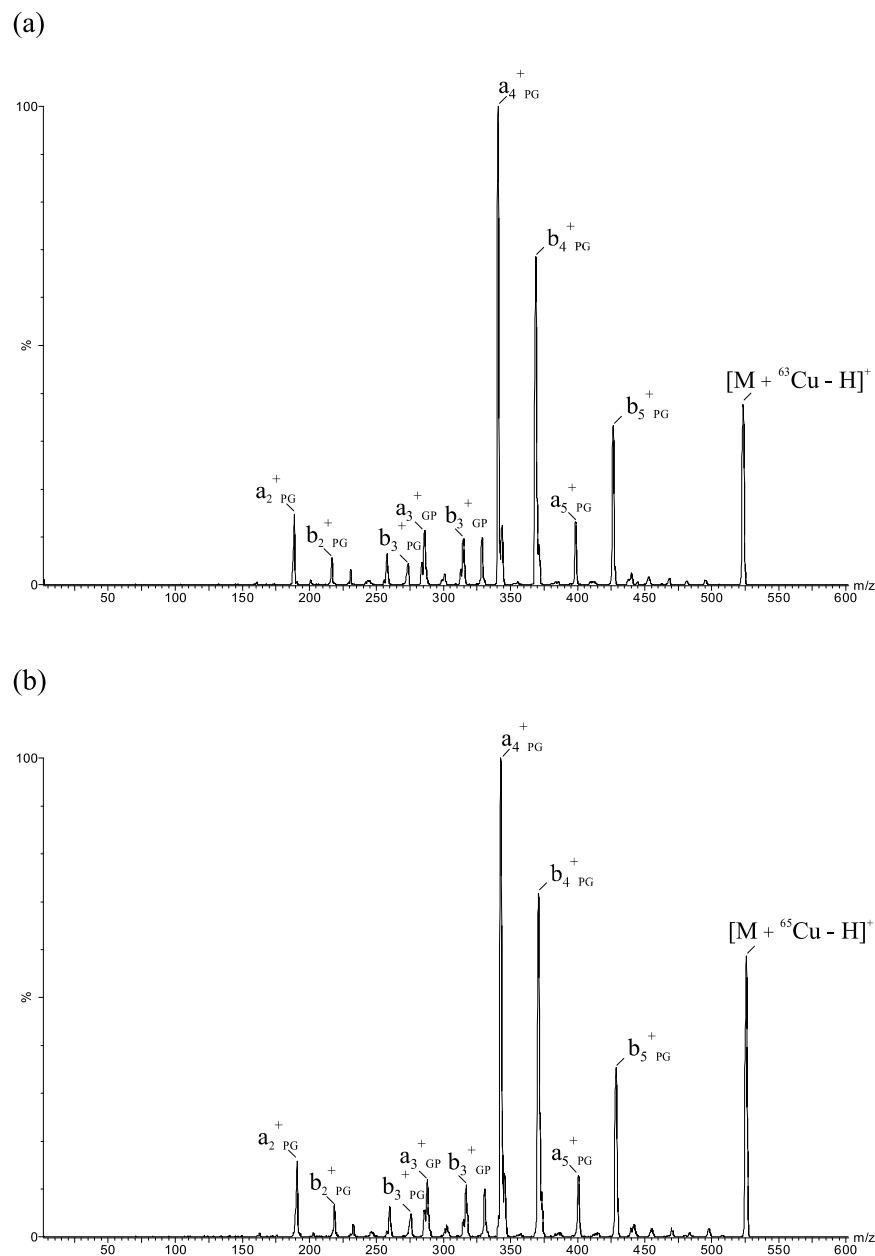 (a)
a4+PG
100
b4+PG
[M + 63Cu - H]+
%
b5+PG
a2+PG
a3+GP
b3+GP
a5+PG
b2+PG
b3+PG
0
50 100 150 200 250 300 350 400 450 500 550 600 m/z
(b)
a4+PG
100
b4+PG
[M + 65Cu - H]+
%
b5+PG
a2+PG
a3+GP
b3+GP
a5+PG
b2+PG
b3+PG
0
50 100 150 200 250 300 350 400 450 500 550 600 m/z